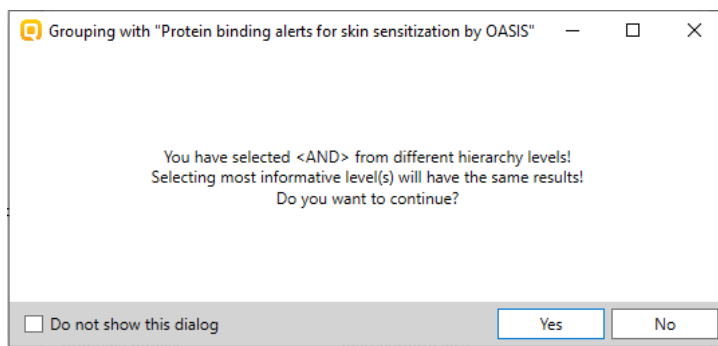 Grouping with "Protein binding alerts for skin sensitization by OASIS"
You have selected <AND> from different hierarchy levels!
Selecting most informative level(s) will have the same results!
Do you want to continue?
Do not show this dialog
Yes
No